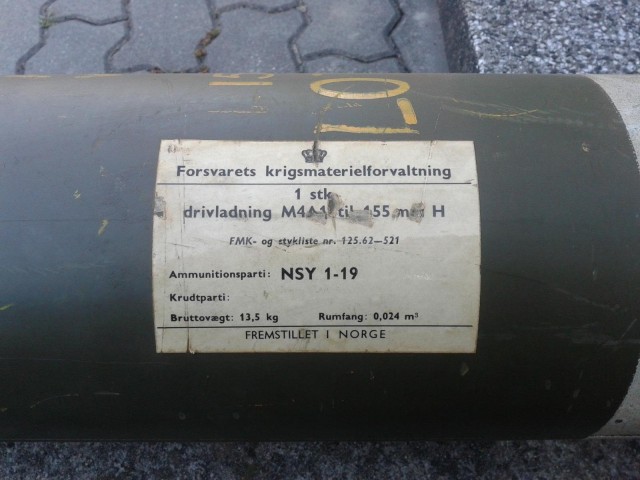 Forsvarets krigsmaterielforvaltning
1 stk.
drivladning M4A1 til 155 mm H
FMK- og stykliste nr. 125.62—521
Ammunitionsparti: NSY 1-19
Krudtparti:
Bruttovægt: 13,5 kg Rumfang: 0,024 m³
FREMSTILLET I NORGE